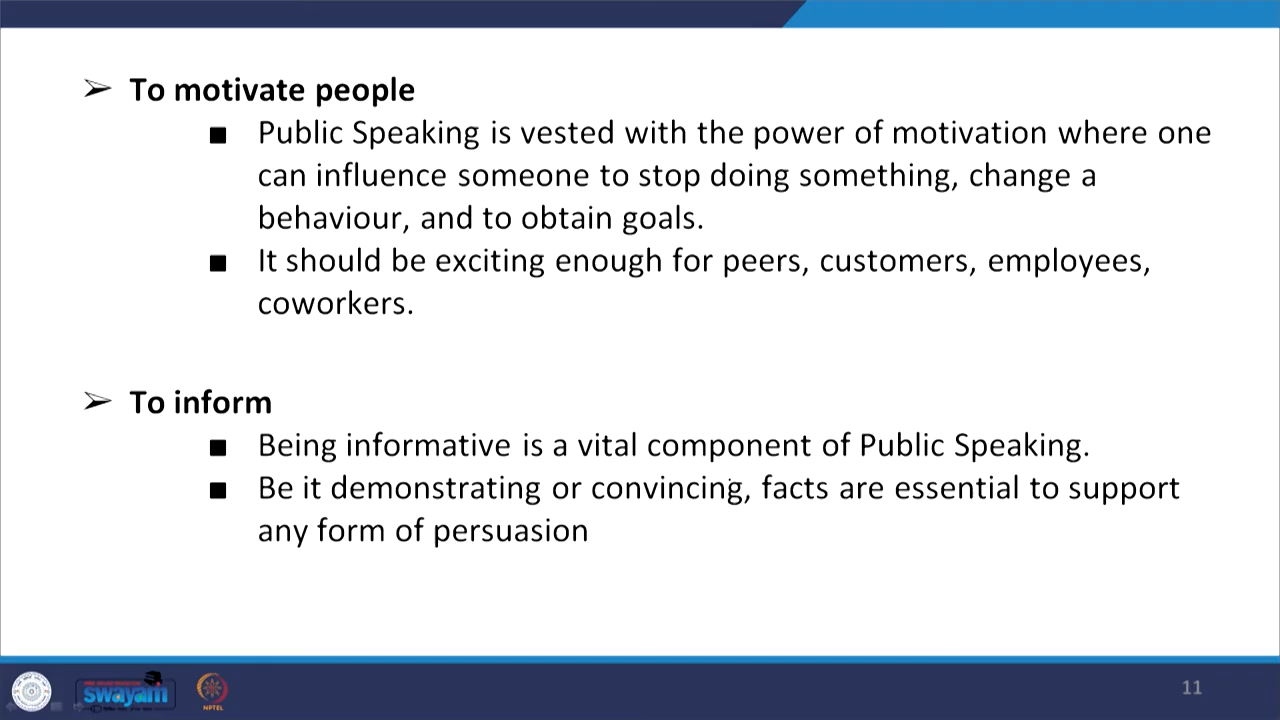 ➢ To motivate people
■ Public Speaking is vested with the power of motivation where one
can influence someone to stop doing something, change a
behaviour, and to obtain goals.
■ It should be exciting enough for peers, customers, employees,
coworkers.
➢ To inform
■ Being informative is a vital component of Public Speaking.
■ Be it demonstrating or convincing, facts are essential to support
any form of persuasion
swayam
NPTEL
11